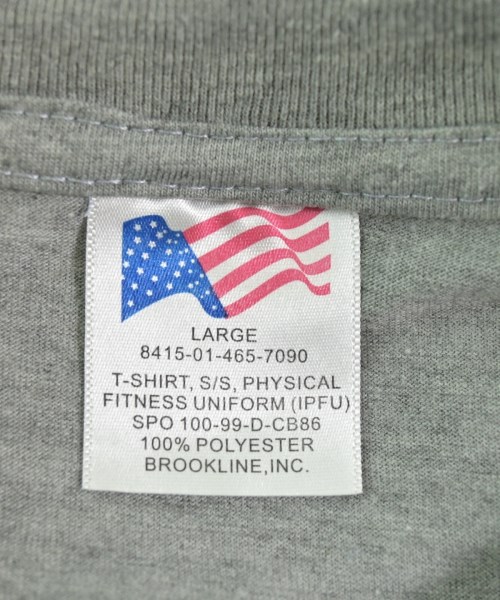 LARGE
8415-01-465-7090
T-SHIRT, S/S, PHYSICAL
FITNESS UNIFORM (IPFU)
SPO 100-99-D-CB86
100% POLYESTER
BROOKLINE,INC.